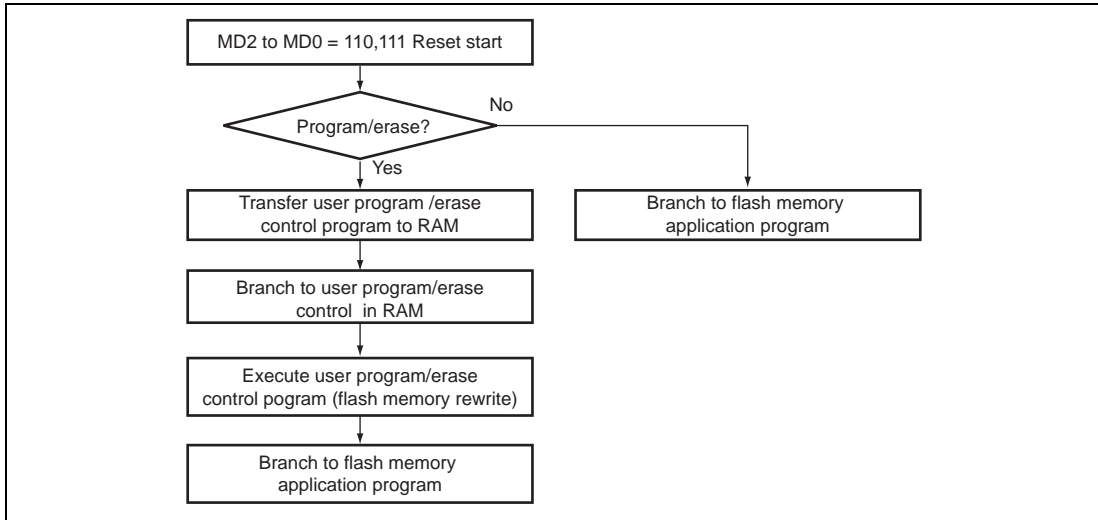 MD2 to MD0 = 110,111 Reset start
No
Program/erase?
Yes
Transfer user program /erase
control program to RAM
Branch to flash memory
application program
Branch to user program/erase
control in RAM
Execute user program/erase
control pogram (flash memory rewrite)
Branch to flash memory
application program